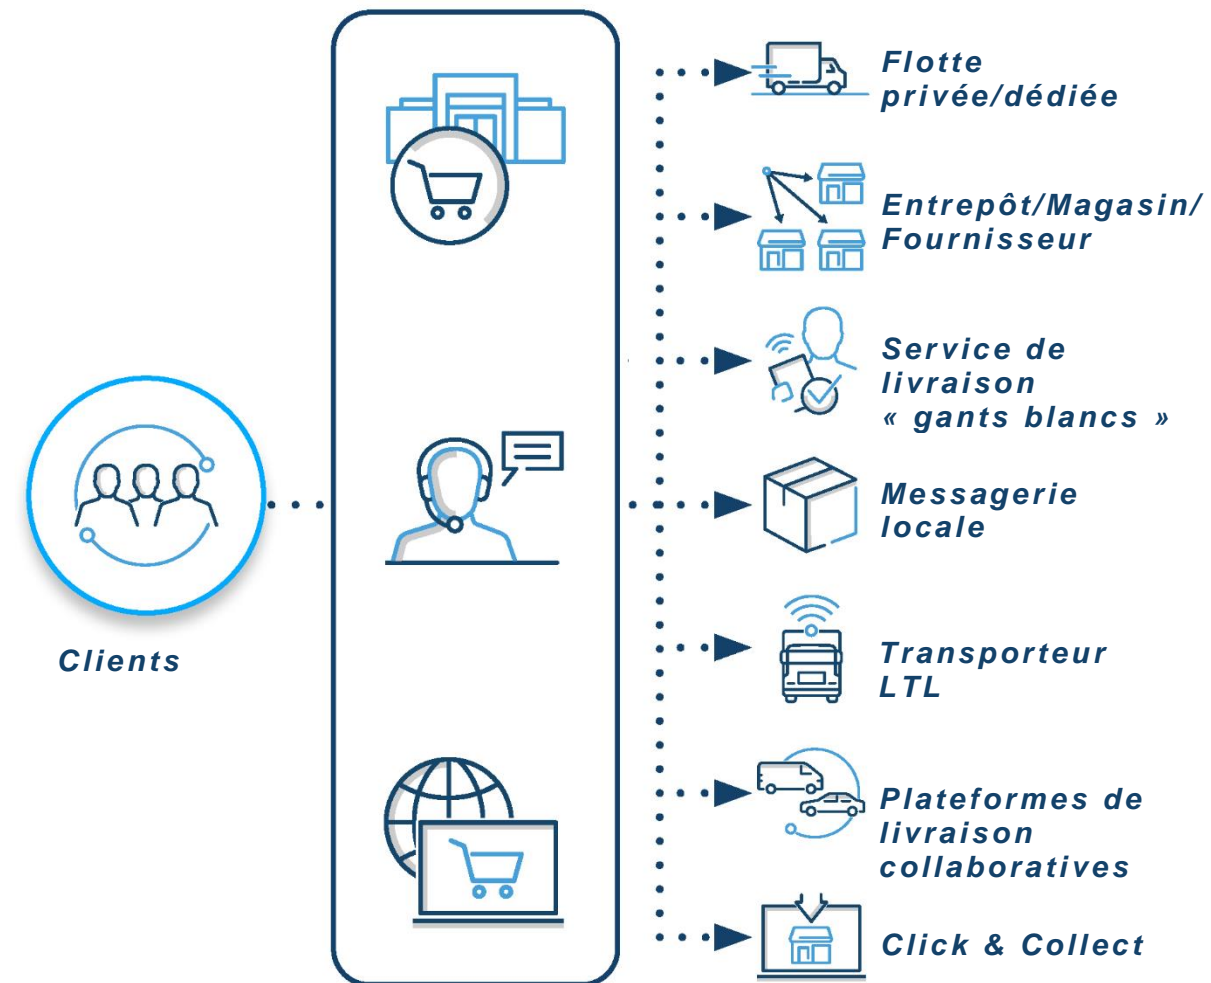 Flotte
privée/dédiée
Entrepôt/Magasin/
Fournisseur
Service de
livraison
« gants blancs »
Messagerie
locale
Clients
Transporteur
LTL
Plateformes de
livraison
collaboratives
Click & Collect